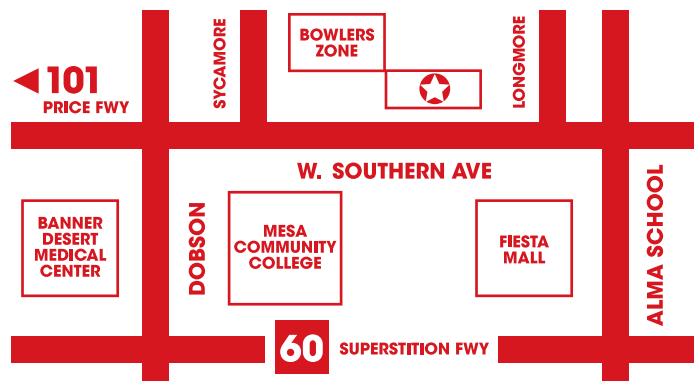 BOWLERS
ZONE
SYCAMORE
LONGMORE
101
PRICE FWY
W. SOUTHERN AVE
BANNER
DESERT
MEDICAL
CENTER
DOBSON
MESA
COMMUNITY
COLLEGE
FIESTA
MALL
ALMA SCHOOL
60
SUPERSTITION FWY